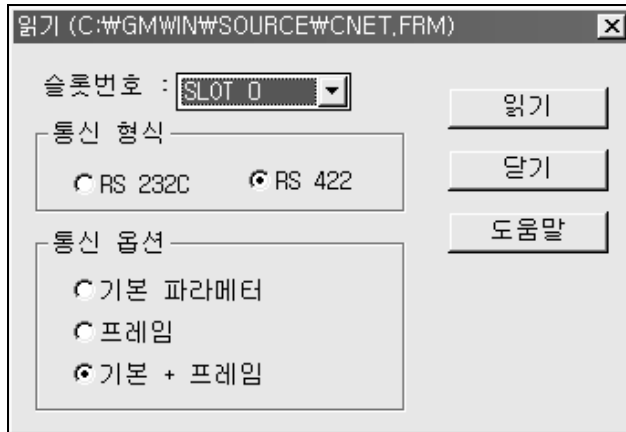 읽기 (C:₩GMWIN₩SOURCE₩CNET,FRM)
슬롯번호 : SLOT 0
통신 형식
RS 232C RS 422
통신 옵션
기본 파라메터
프레임
기본 + 프레임
읽기
닫기
도움말